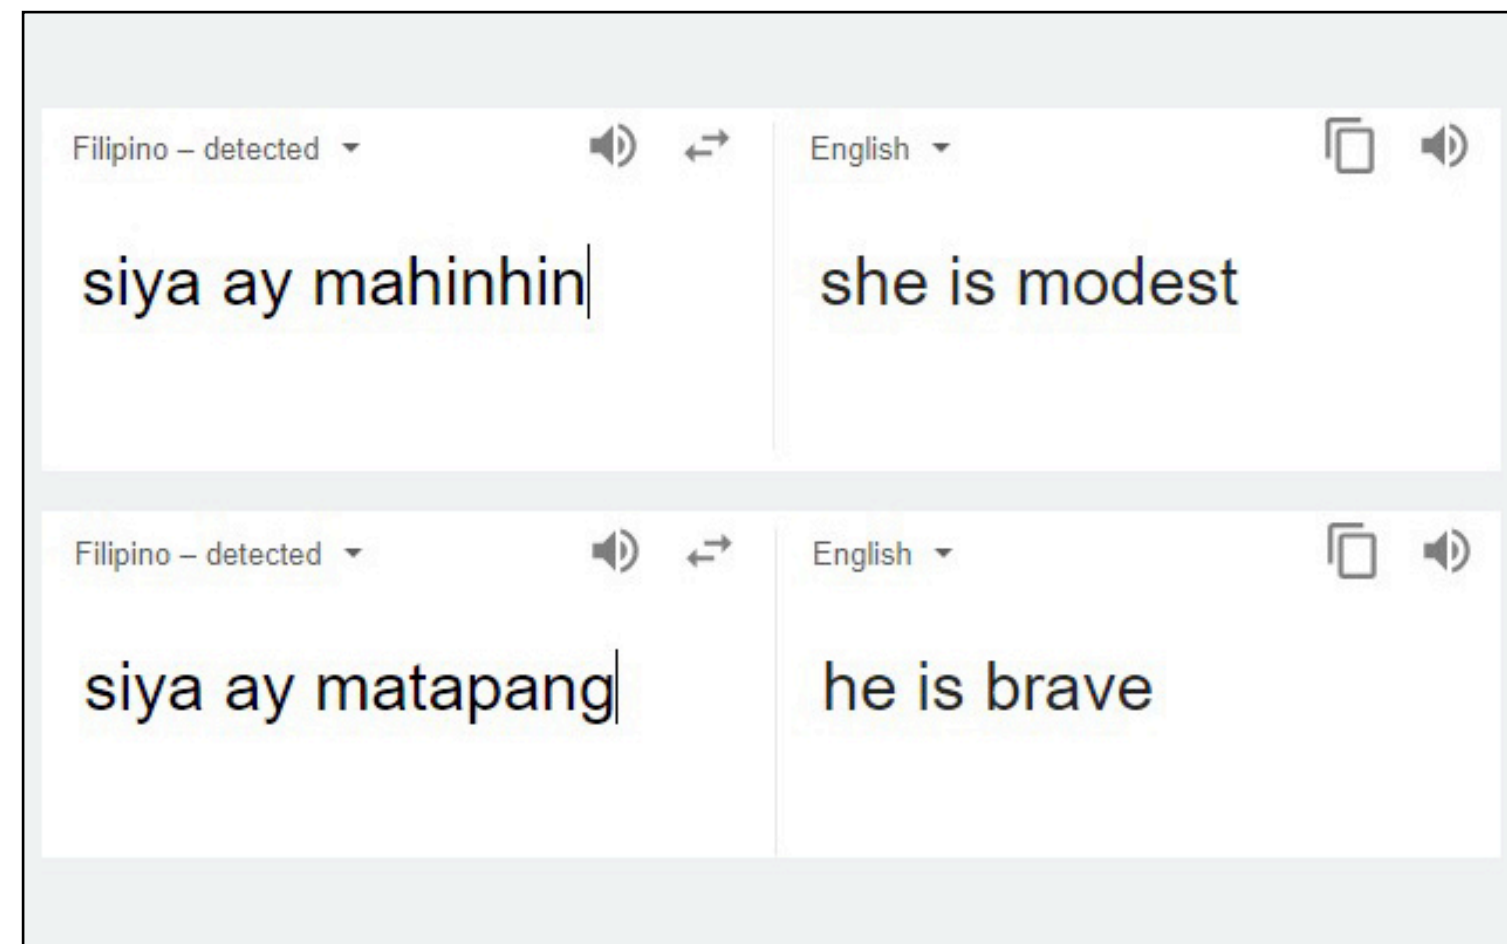 Filipino – detected English
siya ay mahinhin she is modest
Filipino – detected English
siya ay matapang he is brave